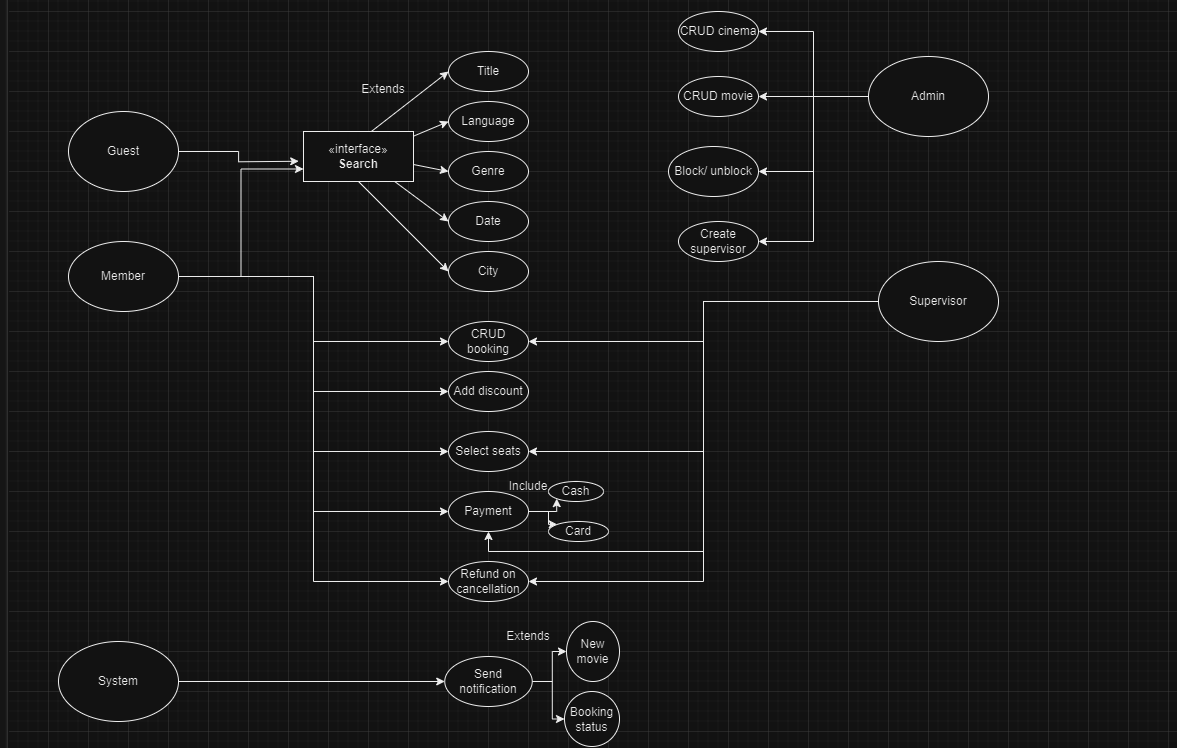 CRUD cinema
Title
Extends
CRUD movie
Admin
Language
Guest
«interface»
Search
Genre
Block/ unblock
Date
Create
supervisor
Member
City
Supervisor
CRUD
booking
Add discount
Select seats
Include
Cash
Payment
Card
Refund on
cancellation
Extends
New
movie
System
Send
notification
Booking
status